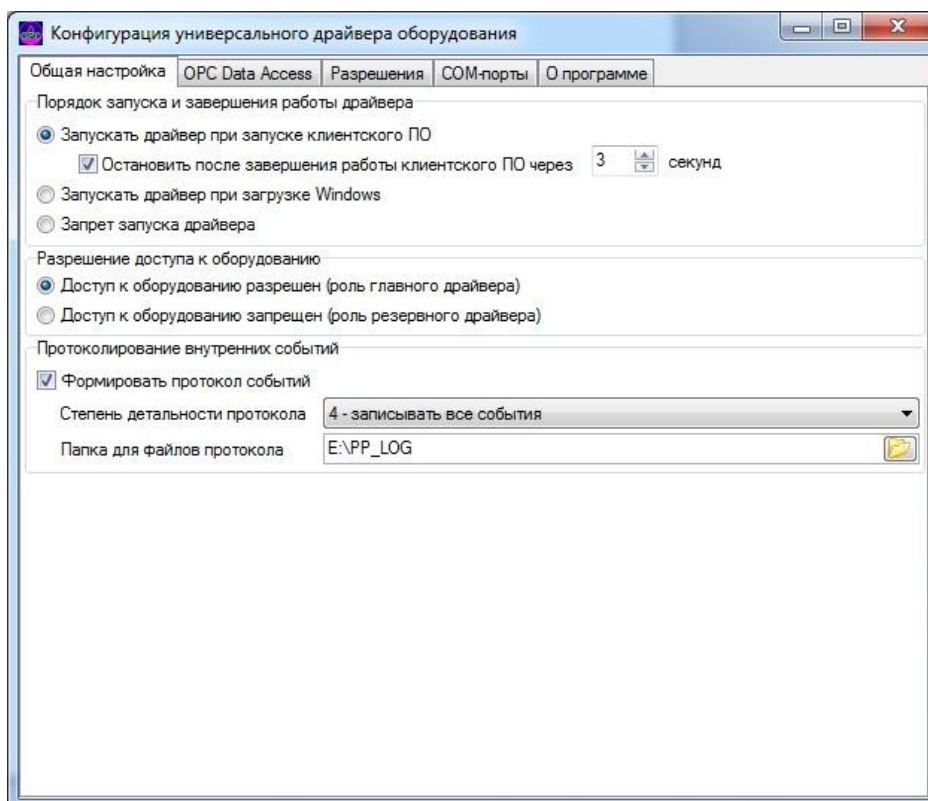 Конфигурация универсального драйвера оборудования
Общая настройка OPC Data Access Разрешения COM-порты О программе
Порядок запуска и завершения работы драйвера
Запускать драйвер при запуске клиентского ПО
Остановить после завершения работы клиентского ПО через 3 секунд
Запускать драйвер при загрузке Windows
Запрет запуска драйвера
Разрешение доступа к оборудованию
Доступ к оборудованию разрешен (роль главного драйвера)
Доступ к оборудованию запрещен (роль резервного драйвера)
Протоколирование внутренних событий
Формировать протокол событий
Степень детальности протокола 4 - записывать все события
Папка для файлов протокола E:\PP_LOG